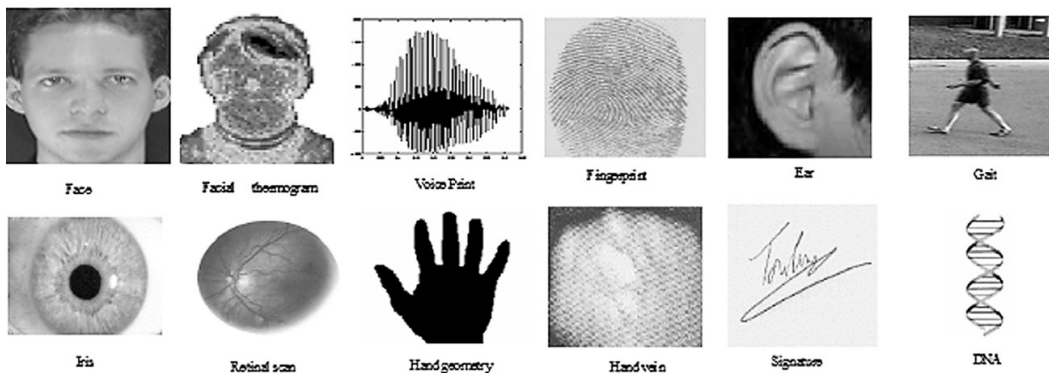 Face
Facial thermogram
Voice Print
Fingerprint
Ear
Gait
Iris
Retinal scan
Hand geometry
Hand vein
Signature
DNA